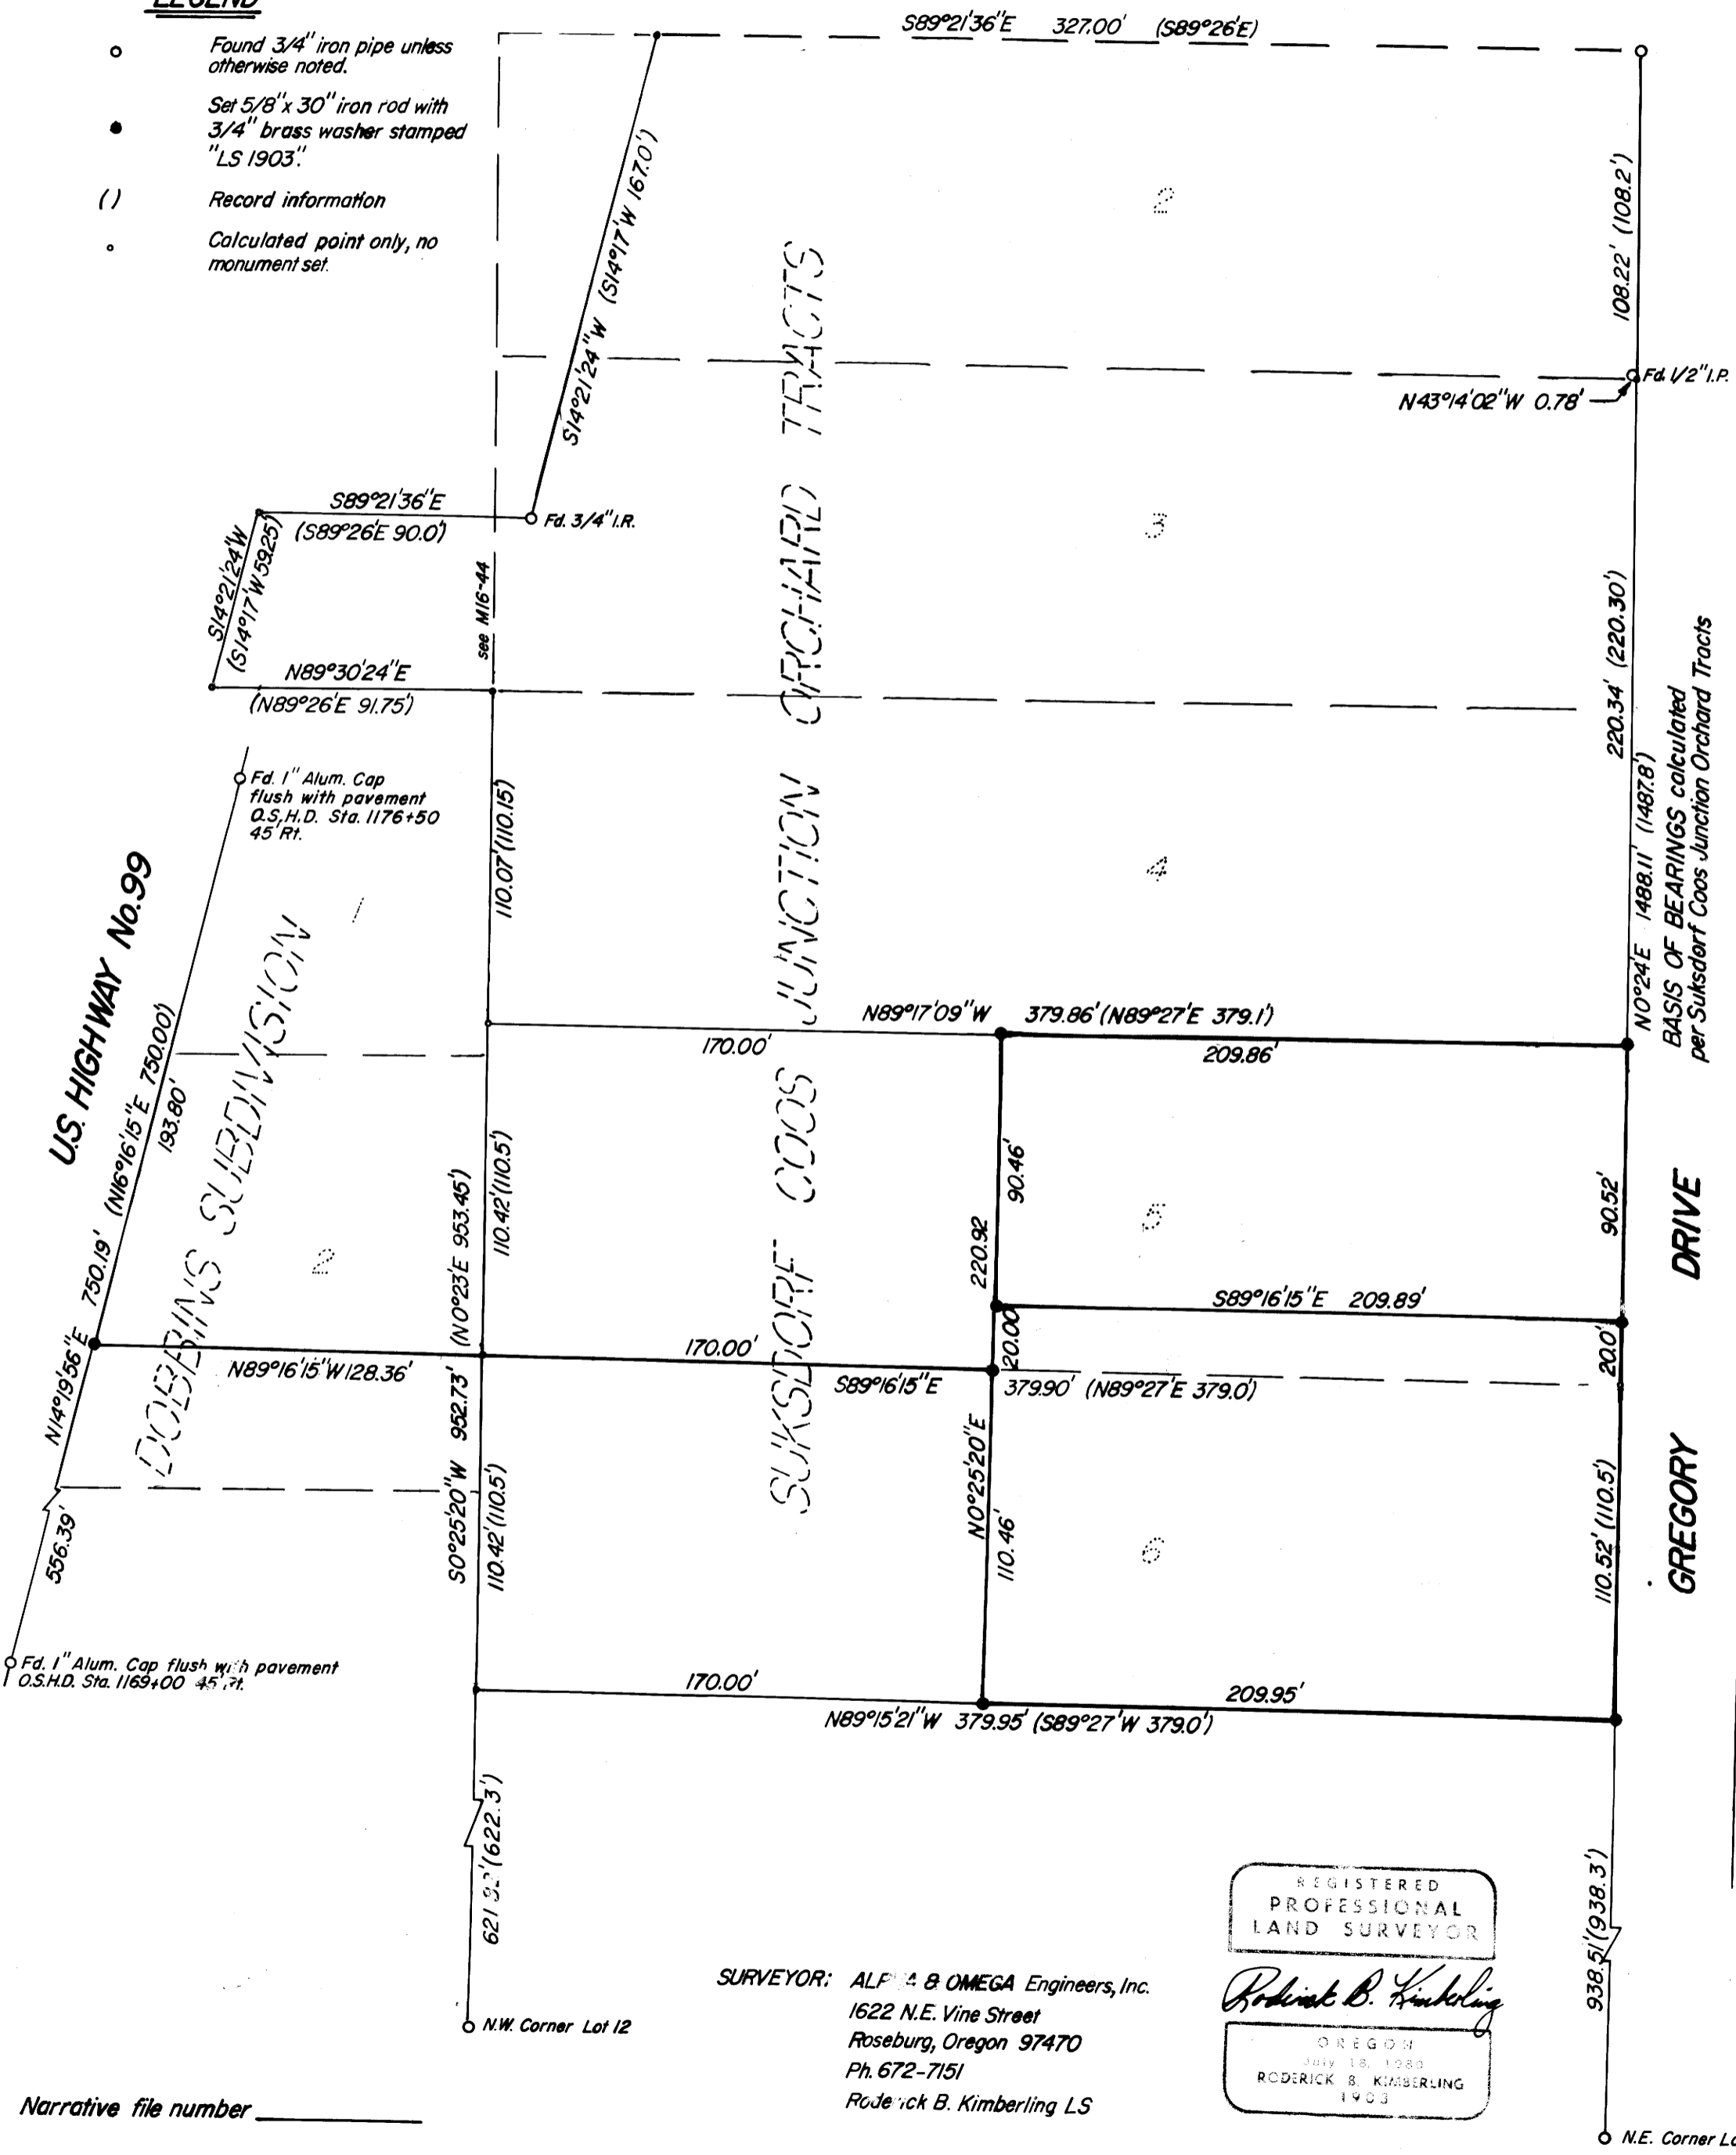 LEGEND
Found 3/4" iron pipe unless
otherwise noted.
Set 5/8" x 30" iron rod with
3/4" brass washer stamped
"LS 1903".
( ) Record information
Calculated point only, no
monument set.
S89°21'36"E 327.00' (S89°26'E)
S14°21'24"W (S14°17'W 167.0')
2
108.22' (108.2')
Fd. 1/2" I.P.
N43°14'02"W 0.78'
S89°21'36"E
(S89°26'E 90.0')
Fd. 3/4" I.R.
S14°21'24"W
(S14°17'W 59.25')
see M16-44
3
N89°30'24"E
(N89°26'E 91.75')
220.34' (220.30')
Fd. 1" Alum. Cap
flush with pavement
O.S.H.D. Sta. 1176+50
45' Rt.
110.07' (110.15')
4
N0°24'E 1488.11' (1487.8')
BASIS OF BEARINGS calculated
per Suksdorf Coos Junction Orchard Tracts
U.S. HIGHWAY No.99
DOBBINS SUBDIVISION
1
SUKSDORF COOS JUNCTION ORCHARD TRACTS
N89°17'09"W 379.86' (N89°27'E 379.1')
170.00'
209.86'
N14°19'56"E 750.19' (N16°16'15"E 750.00')
193.80'
2
110.42' (110.5')
S0°25'20"W 952.73' (N0°23'E 953.45')
90.46'
220.92
5
90.52'
GREGORY DRIVE
S89°16'15"E 209.89'
20.00'
20.0'
N89°16'15"W 128.36'
170.00'
S89°16'15"E 379.90' (N89°27'E 379.0')
N0°25'20"E
110.46'
110.42' (110.5')
6
110.52' (110.5')
556.39'
Fd. 1" Alum. Cap flush with pavement
O.S.H.D. Sta. 1169+00 45' Rt.
170.00'
209.95'
N89°15'21"W 379.95' (S89°27'W 379.0')
(622.3')
938.51' (938.3')
N.W. Corner Lot 12
SURVEYOR: ALPHA & OMEGA Engineers, Inc.
1622 N.E. Vine Street
Roseburg, Oregon 97470
Ph. 672-7151
Roderick B. Kimberling LS
REGISTERED
PROFESSIONAL
LAND SURVEYOR
Roderick B. Kimberling
OREGON
July 18, 1980
RODERICK B. KIMBERLING
1903
Narrative file number
N.E. Corner